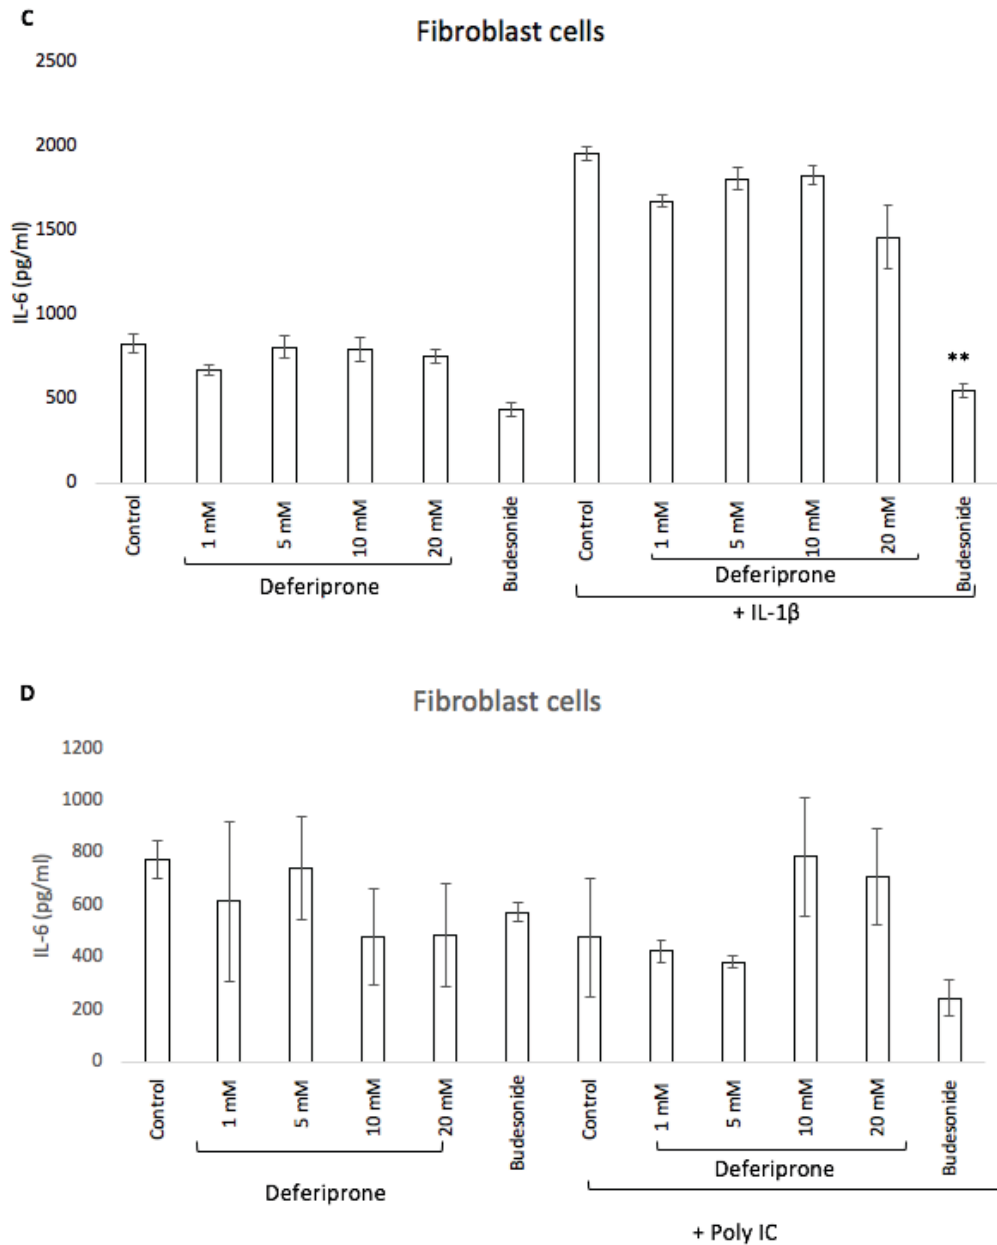 C
Fibroblast cells
2500
2000
1500
1000
500
0
IL-6 (pg/ml)
**
Control
1 mM
5 mM
10 mM
20 mM
Budesonide
Control
1 mM
5 mM
10 mM
20 mM
Budesonide
Deferiprone
Deferiprone
+ IL-1β
D
Fibroblast cells
1200
1000
800
600
400
200
0
IL-6 (pg/ml)
Control
1 mM
5 mM
10 mM
20 mM
Budesonide
Control
1 mM
5 mM
10 mM
20 mM
Budesonide
Deferiprone
Deferiprone
+ Poly IC